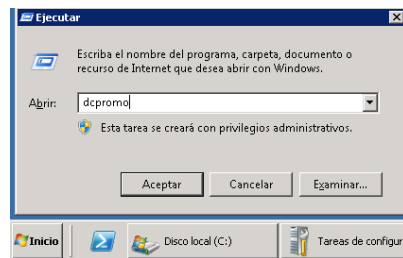 Ejecutar
Escriba el nombre del programa, carpeta, documento o
recurso de Internet que desea abrir con Windows.
Abrir: dcpromo
Esta tarea se creará con privilegios administrativos.
Aceptar Cancelar Examinar...
Inicio Disco local (C:) Tareas de configur